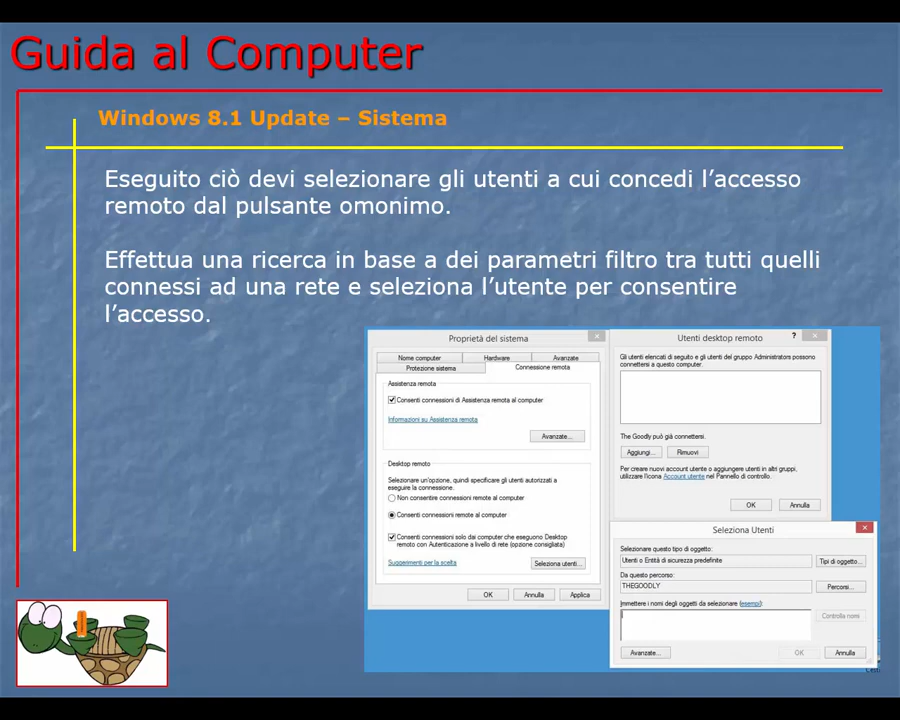 Guida al Computer
Windows 8.1 Update – Sistema
Eseguito ciò devi selezionare gli utenti a cui concedi l’accesso
remoto dal pulsante omonimo.
Effettua una ricerca in base a dei parametri filtro tra tutti quelli
connessi ad una rete e seleziona l’utente per consentire
l’accesso.
Proprietà del sistema
Nome computer
Hardware
Avanzate
Protezione sistema
Connessione remota
Assistenza remota
Consenti connessioni di Assistenza remota al computer
Informazioni su Assistenza remota
Avanzate...
Desktop remoto
Selezionare un'opzione, quindi specificare gli utenti autorizzati a
eseguire la connessione.
Non consentire connessioni remote al computer
Consenti connessioni remote al computer
Consenti connessioni solo dai computer che eseguono Desktop
remoto con Autenticazione a livello di rete (opzione consigliata)
Suggerimenti per la scelta
Seleziona utenti...
OK
Annulla
Applica
Utenti desktop remoto
?
Gli utenti elencati di seguito e gli utenti del gruppo Administrators possono
connettersi a questo computer.
The Goodly può già connettersi.
Aggiungi...
Rimuovi
Per creare nuovi account utente o aggiungere utenti in altri gruppi,
utilizzare l'icona Account utente nel Pannello di controllo.
OK
Annulla
Seleziona Utenti
Selezionare questo tipo di oggetto:
Utenti o Entità di sicurezza predefinite
Tipi di oggetto...
Da questo percorso:
THEGOODLY
Percorsi...
Immettere i nomi degli oggetti da selezionare (esempi):
Controlla nomi
Avanzate...
OK
Annulla